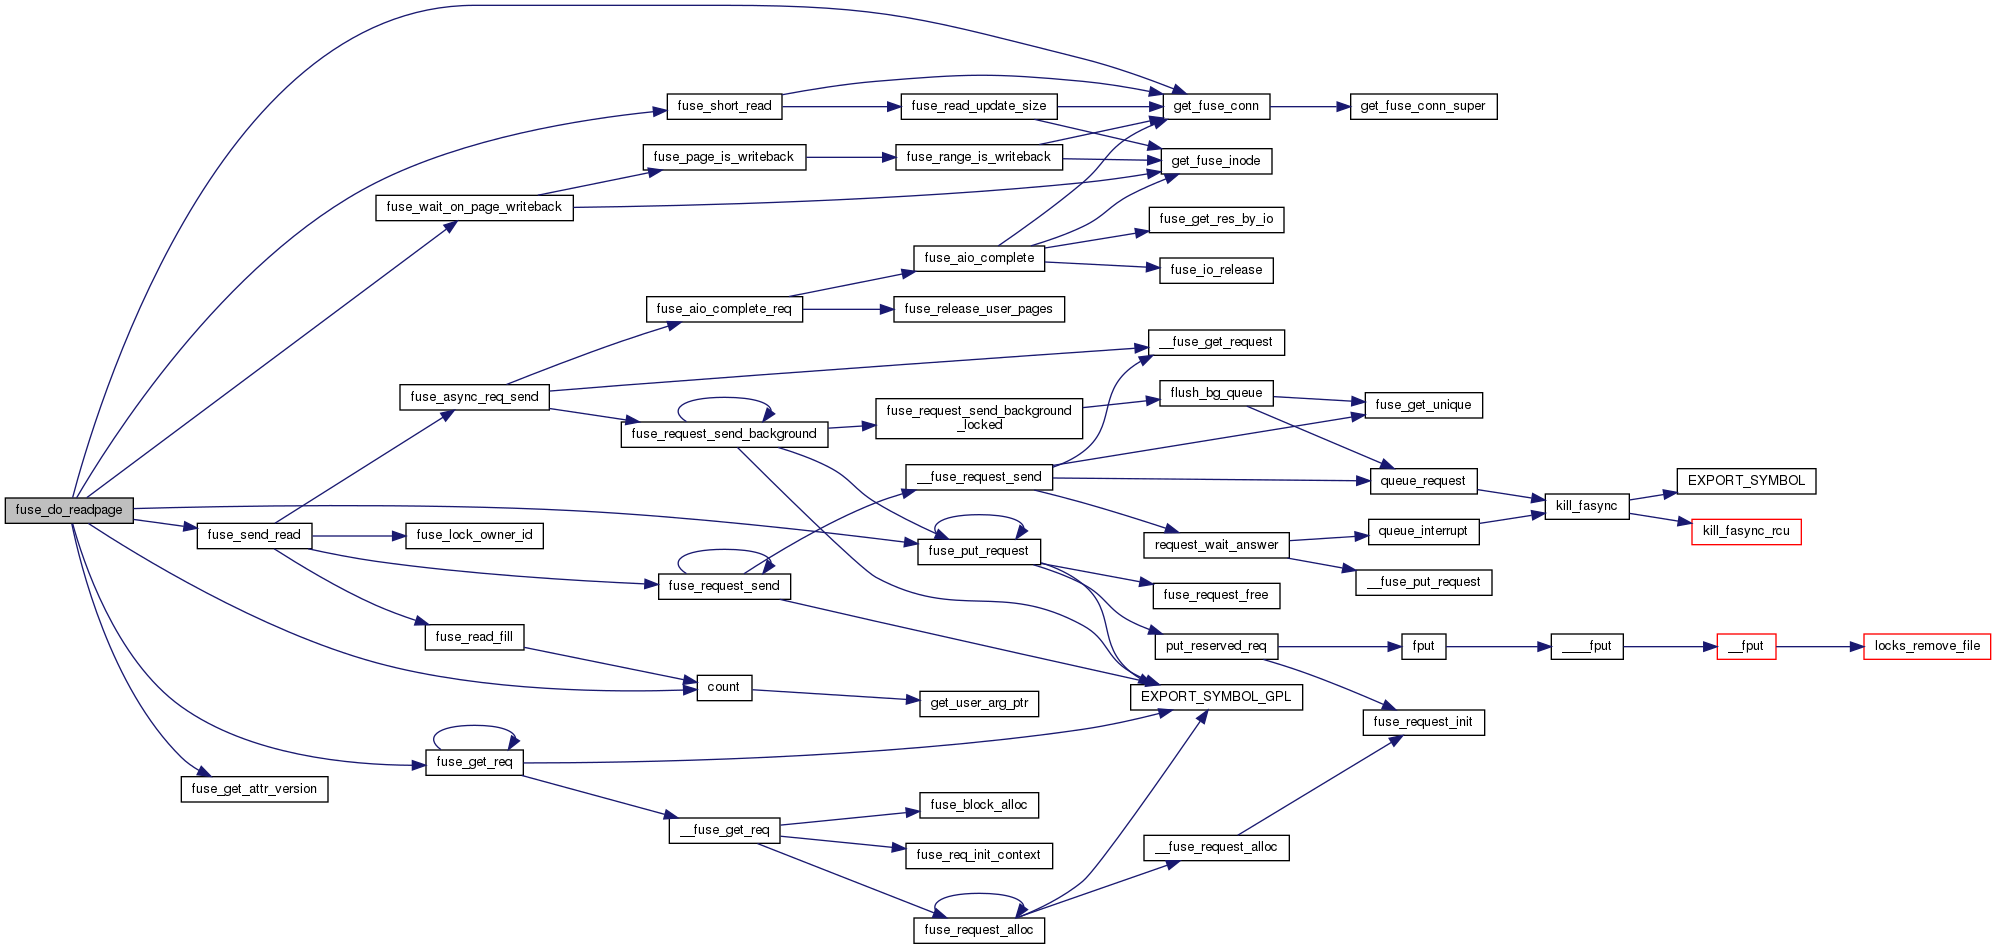 fuse_short_read
fuse_read_update_size
get_fuse_conn
get_fuse_conn_super
fuse_page_is_writeback
fuse_range_is_writeback
get_fuse_inode
fuse_wait_on_page_writeback
fuse_get_res_by_io
fuse_aio_complete
fuse_io_release
fuse_aio_complete_req
fuse_release_user_pages
__fuse_get_request
fuse_async_req_send
flush_bg_queue
fuse_get_unique
fuse_request_send_background
_locked
fuse_request_send_background
__fuse_request_send
queue_request
EXPORT_SYMBOL
kill_fasync
fuse_do_readpage
fuse_send_read
fuse_lock_owner_id
queue_interrupt
kill_fasync_rcu
request_wait_answer
fuse_put_request
__fuse_put_request
fuse_request_send
fuse_request_free
fuse_read_fill
put_reserved_req
fput
____fput
__fput
locks_remove_file
count
get_user_arg_ptr
EXPORT_SYMBOL_GPL
fuse_request_init
fuse_get_req
fuse_get_attr_version
fuse_block_alloc
__fuse_get_req
__fuse_request_alloc
fuse_req_init_context
fuse_request_alloc